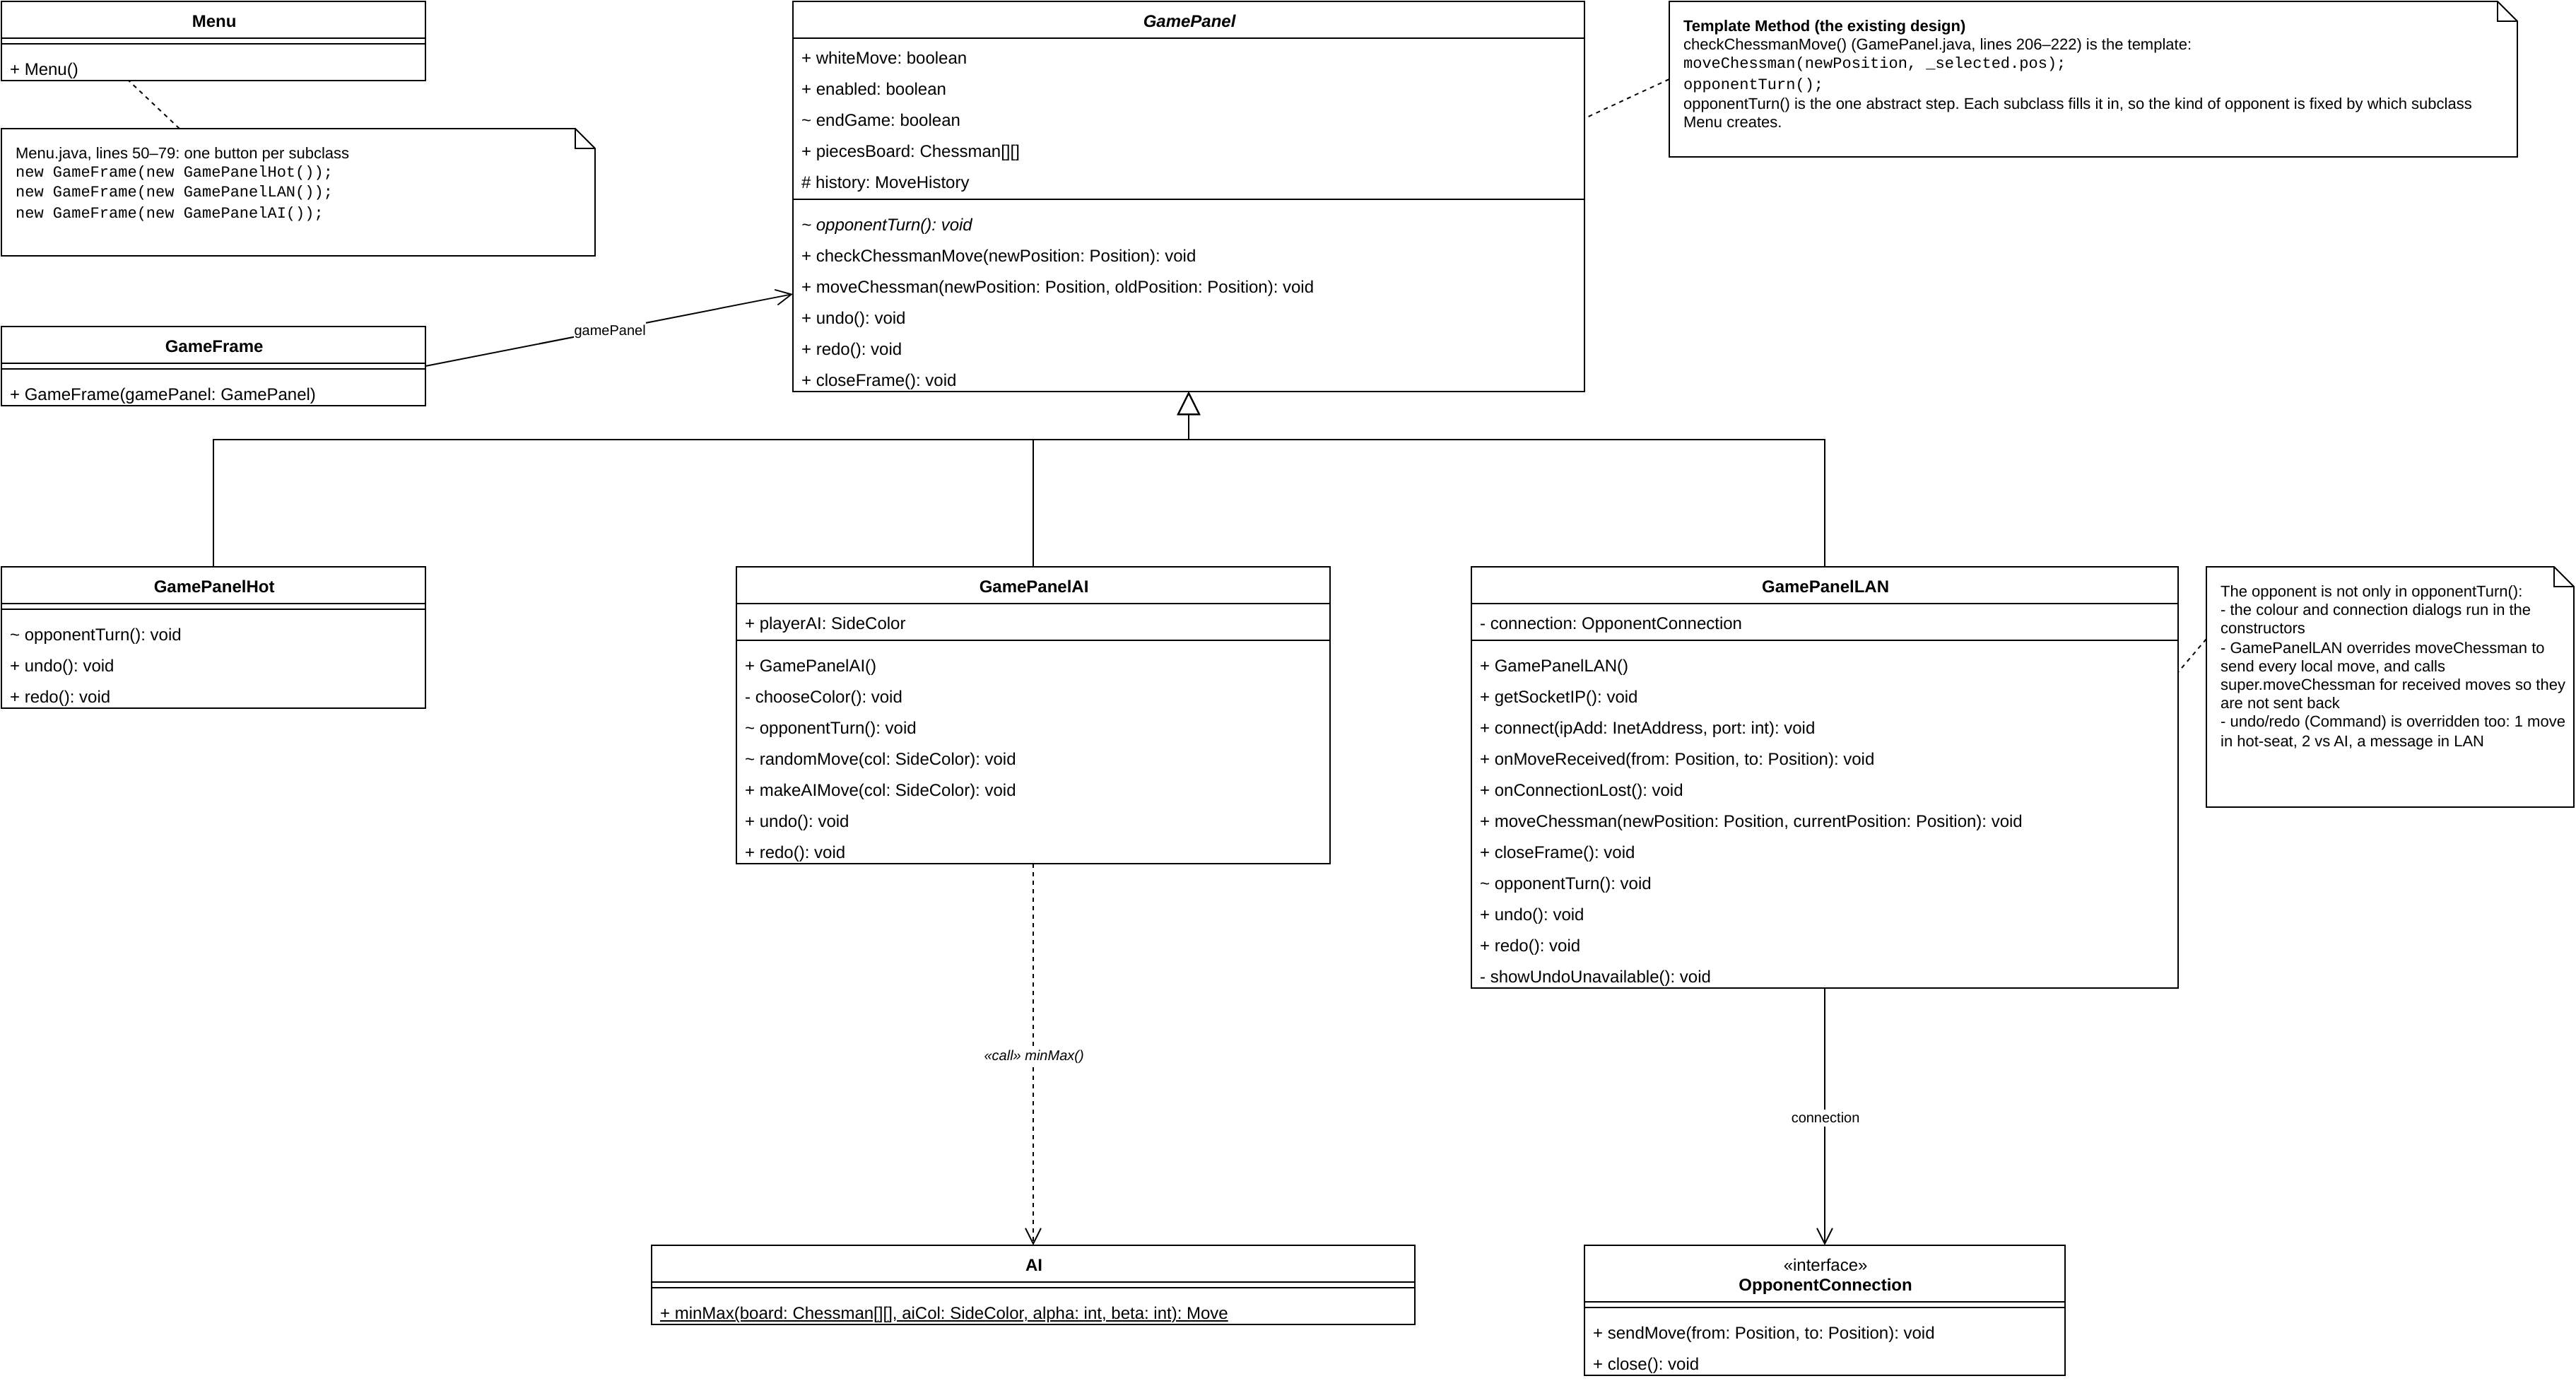 Menu
+ Menu()
Menu.java, lines 50–79: one button per subclass
new GameFrame(new GamePanelHot());
new GameFrame(new GamePanelLAN());
new GameFrame(new GamePanelAI());
GameFrame
+ GameFrame(gamePanel: GamePanel)
gamePanel
GamePanel
+ whiteMove: boolean
+ enabled: boolean
~ endGame: boolean
+ piecesBoard: Chessman[][]
# history: MoveHistory
~ opponentTurn(): void
+ checkChessmanMove(newPosition: Position): void
+ moveChessman(newPosition: Position, oldPosition: Position): void
+ undo(): void
+ redo(): void
+ closeFrame(): void
Template Method (the existing design)
checkChessmanMove() (GamePanel.java, lines 206–222) is the template:
moveChessman(newPosition, _selected.pos);
opponentTurn();
opponentTurn() is the one abstract step. Each subclass fills it in, so the kind of opponent is fixed by which subclass
Menu creates.
GamePanelHot
~ opponentTurn(): void
+ undo(): void
+ redo(): void
GamePanelAI
+ playerAI: SideColor
+ GamePanelAI()
- chooseColor(): void
~ opponentTurn(): void
~ randomMove(col: SideColor): void
+ makeAIMove(col: SideColor): void
+ undo(): void
+ redo(): void
GamePanelLAN
- connection: OpponentConnection
+ GamePanelLAN()
+ getSocketIP(): void
+ connect(ipAdd: InetAddress, port: int): void
+ onMoveReceived(from: Position, to: Position): void
+ onConnectionLost(): void
+ moveChessman(newPosition: Position, currentPosition: Position): void
+ closeFrame(): void
~ opponentTurn(): void
+ undo(): void
+ redo(): void
- showUndoUnavailable(): void
The opponent is not only in opponentTurn():
- the colour and connection dialogs run in the
constructors
- GamePanelLAN overrides moveChessman to
send every local move, and calls
super.moveChessman for received moves so they
are not sent back
- undo/redo (Command) is overridden too: 1 move
in hot-seat, 2 vs AI, a message in LAN
«call» minMax()
connection
AI
+ minMax(board: Chessman[][], aiCol: SideColor, alpha: int, beta: int): Move
«interface»
OpponentConnection
+ sendMove(from: Position, to: Position): void
+ close(): void